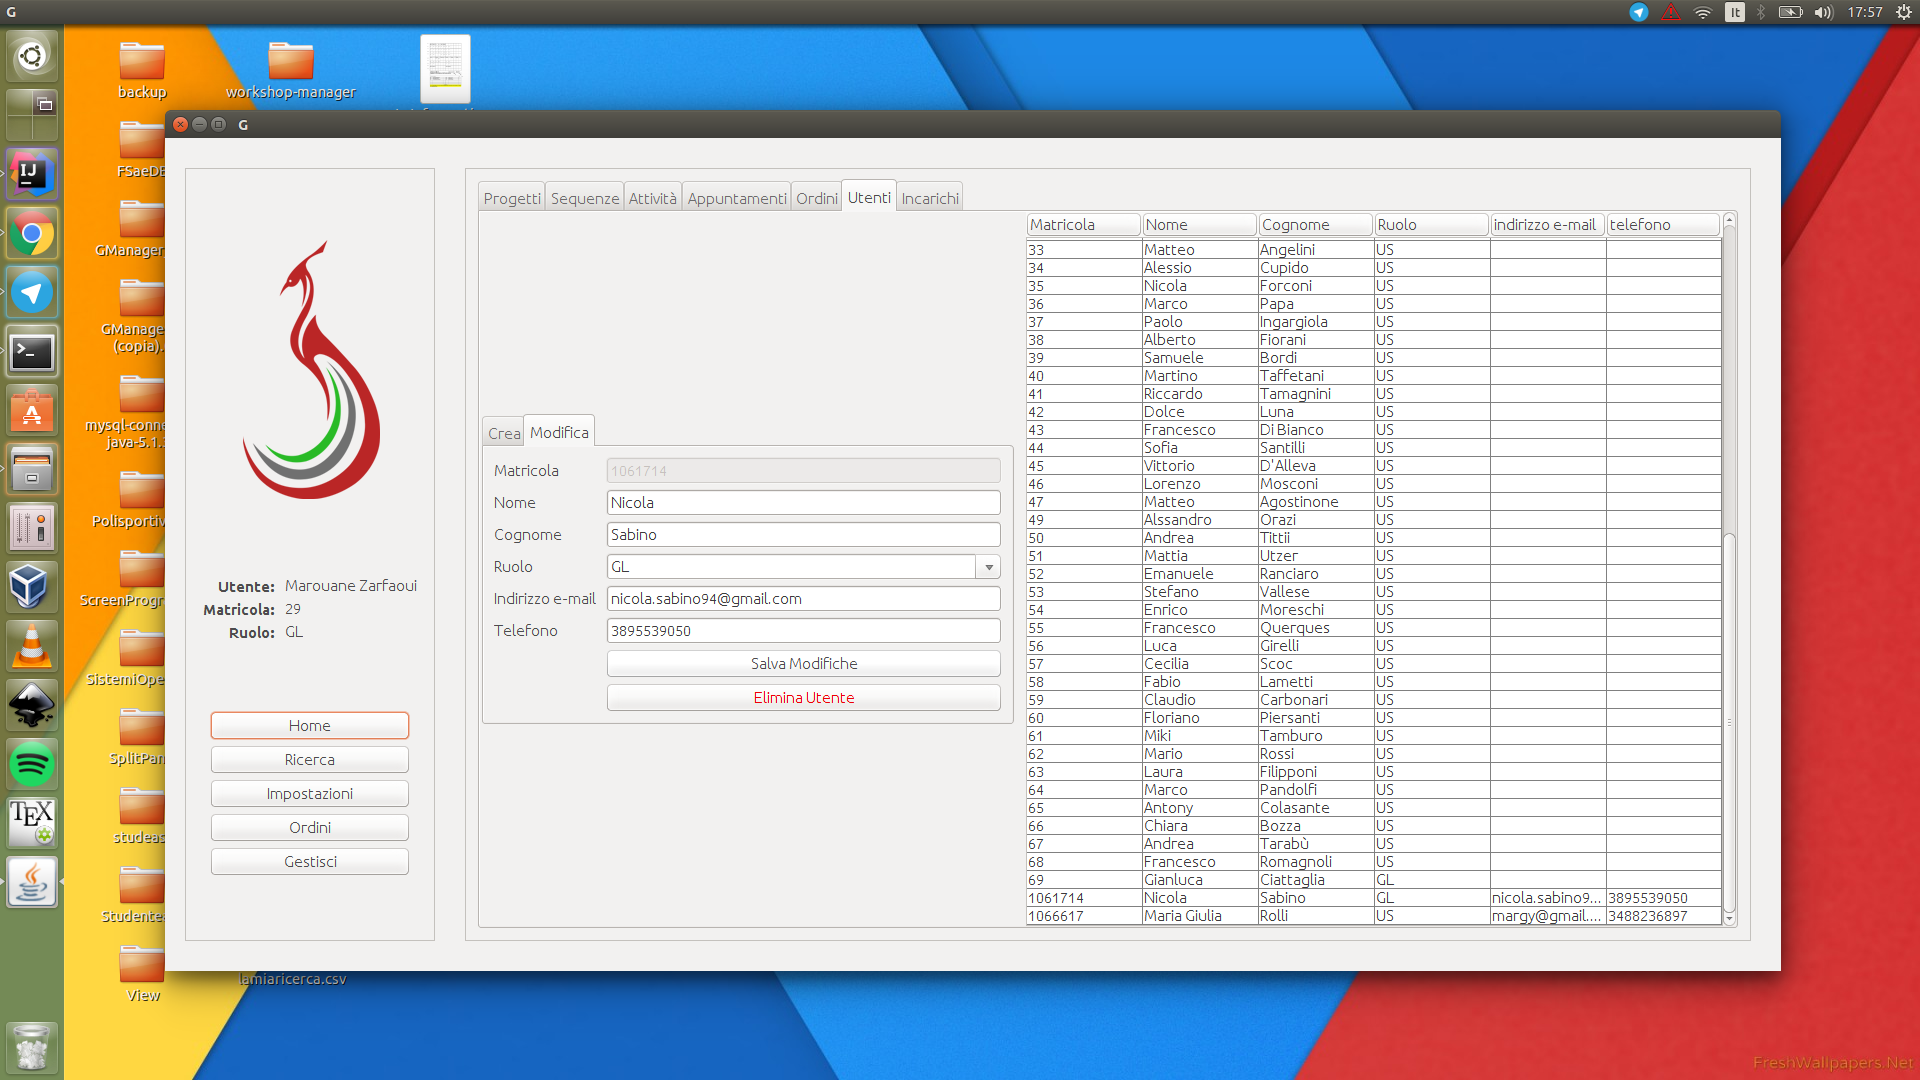 G
It
17:57
backup
workshop-manager
FSaeDB
GManager
GManage
(copia).
mysql-conne
java-5.1.3
Polisportiv
ScreenProgr
SistemiOpe
SplitPan
studeas
Studente
View
lamiaricerca.csv
IJ
TEX
G
Utente: Marouane Zarfaoui
Matricola: 29
Ruolo: GL
Home
Ricerca
Impostazioni
Ordini
Gestisci
Progetti Sequenze Attività Appuntamenti Ordini Utenti Incarichi
Crea Modifica
Matricola 1061714
Nome Nicola
Cognome Sabino
Ruolo GL
Indirizzo e-mail nicola.sabino94@gmail.com
Telefono 3895539050
Salva Modifiche
Elimina Utente
Matricola Nome Cognome Ruolo indirizzo e-mail telefono
33 Matteo Angelini US
34 Alessio Cupido US
35 Nicola Forconi US
36 Marco Papa US
37 Paolo Ingargiola US
38 Alberto Fiorani US
39 Samuele Bordi US
40 Martino Taffetani US
41 Riccardo Tamagnini US
42 Dolce Luna US
43 Francesco Di Bianco US
44 Sofia Santilli US
45 Vittorio D'Alleva US
46 Lorenzo Mosconi US
47 Matteo Agostinone US
49 Alssandro Orazi US
50 Andrea Tittii US
51 Mattia Utzer US
52 Emanuele Ranciaro US
53 Stefano Vallese US
54 Enrico Moreschi US
55 Francesco Querques US
56 Luca Girelli US
57 Cecilia Scoc US
58 Fabio Lametti US
59 Claudio Carbonari US
60 Floriano Piersanti US
61 Miki Tamburo US
62 Mario Rossi US
63 Laura Filipponi US
64 Marco Pandolfi US
65 Antony Colasante US
66 Chiara Bozza US
67 Andrea Tarabù US
68 Francesco Romagnoli US
69 Gianluca Ciattaglia GL
1061714 Nicola Sabino GL nicola.sabino9... 3895539050
1066617 Maria Giulia Rolli US margy@gmail.... 3488236897
FreshWallpapers.Net